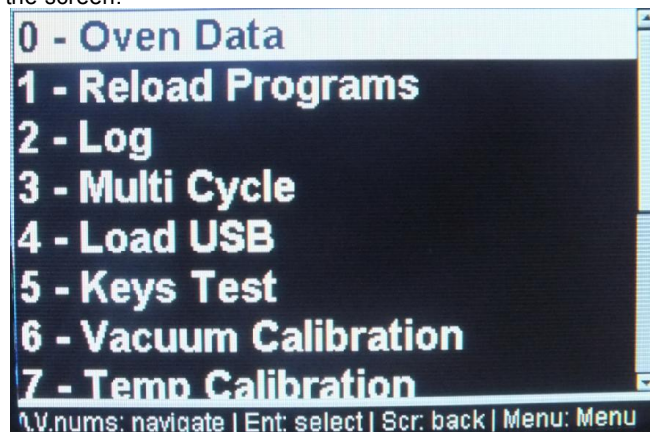 the screen:
0 - Oven Data
1 - Reload Programs
2 - Log
3 - Multi Cycle
4 - Load USB
5 - Keys Test
6 - Vacuum Calibration
7 - Temp Calibration
Λ,V,nums: navigate | Ent: select | Scr: back | Menu: Menu